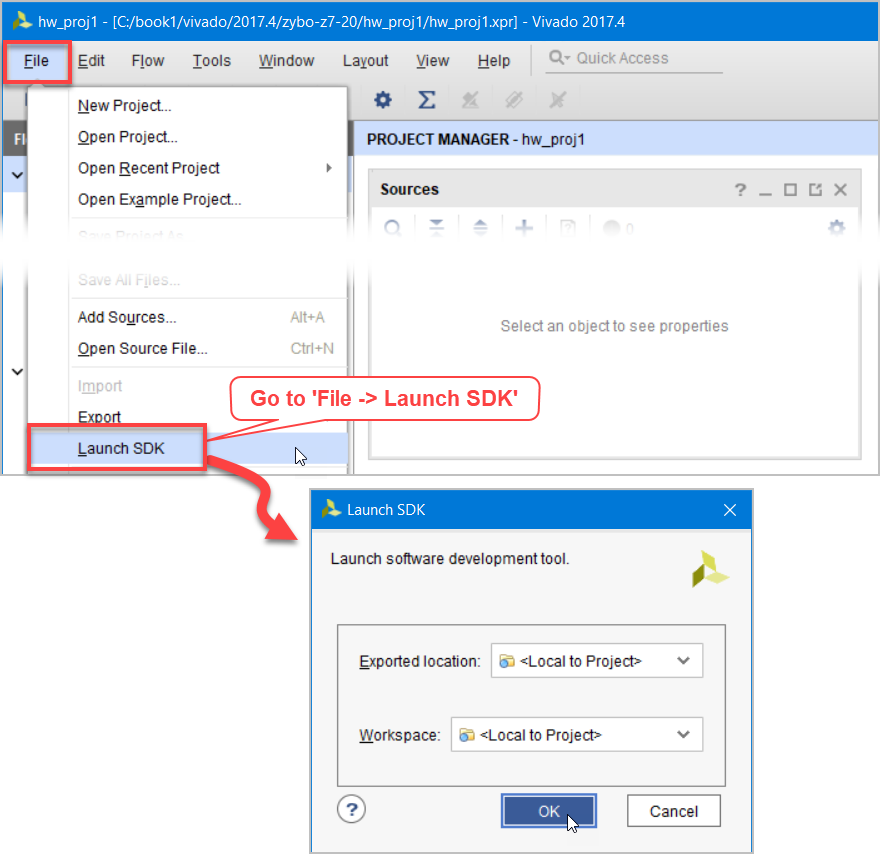 hw_proj1 - [C:/book1/vivado/2017.4/zybo-z7-20/hw_proj1/hw_proj1.xpr] - Vivado 2017.4
File Edit Flow Tools Window Layout View Help Quick Access
New Project...
Open Project...
PROJECT MANAGER - hw_proj1
Open Recent Project
Open Example Project...
Sources
Save Project As
0
Save All Files...
Add Sources... Alt+A
Select an object to see properties
Open Source File... Ctrl+N
Import
Export
Go to 'File -> Launch SDK'
Launch SDK
Launch SDK
Launch software development tool.
Exported location: <Local to Project>
Workspace: <Local to Project>
? OK Cancel